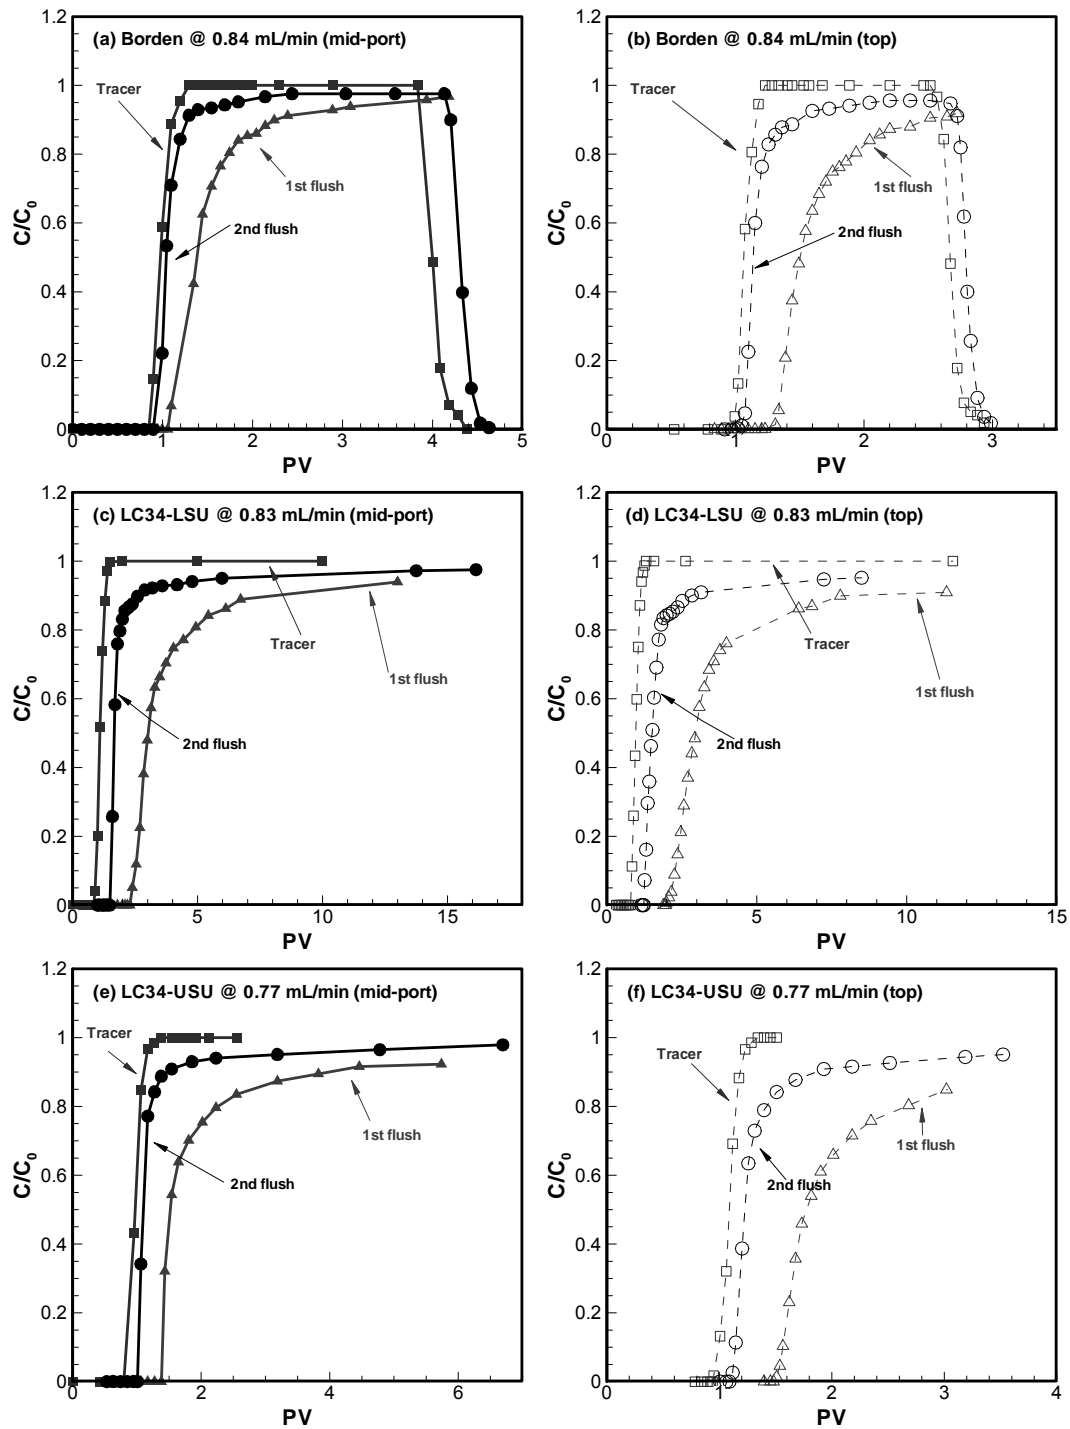 (a) Borden @ 0.84 mL/min (mid-port)
1.2
1
0.8
0.6
0.4
0.2
0
C/C0
Tracer
1st flush
2nd flush
0 1 2 3 4 5
PV
(b) Borden @ 0.84 mL/min (top)
1.2
1
0.8
0.6
0.4
0.2
0
C/C0
Tracer
1st flush
2nd flush
0 1 2 3
PV
(c) LC34-LSU @ 0.83 mL/min (mid-port)
1.2
1
0.8
0.6
0.4
0.2
0
C/C0
Tracer
1st flush
2nd flush
0 5 10 15
PV
(d) LC34-LSU @ 0.83 mL/min (top)
1.2
1
0.8
0.6
0.4
0.2
0
C/C0
Tracer
1st flush
2nd flush
0 5 10 15
PV
(e) LC34-USU @ 0.77 mL/min (mid-port)
1.2
1
0.8
0.6
0.4
0.2
0
C/C0
Tracer
1st flush
2nd flush
0 2 4 6
PV
(f) LC34-USU @ 0.77 mL/min (top)
1.2
1
0.8
0.6
0.4
0.2
0
C/C0
Tracer
1st flush
2nd flush
0 1 2 3 4
PV